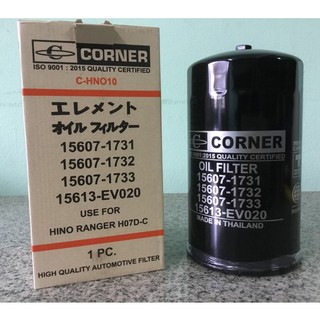 CORNER
ISO 9001 : 2015 QUALITY CERTIFIED
C-HNO10
エレメント
オイル フィルター
15607-1731
15607-1732
15607-1733
15613-EV020
USE FOR
HINO RANGER H07D-C
1 PC.
HIGH QUALITY AUTOMOTIVE FILTER
CORNER
ISO 9001:2015 QUALITY CERTIFIED
OIL FILTER
15607-1731
15607-1732
15607-1733
15613-EV020
MADE IN THAILAND